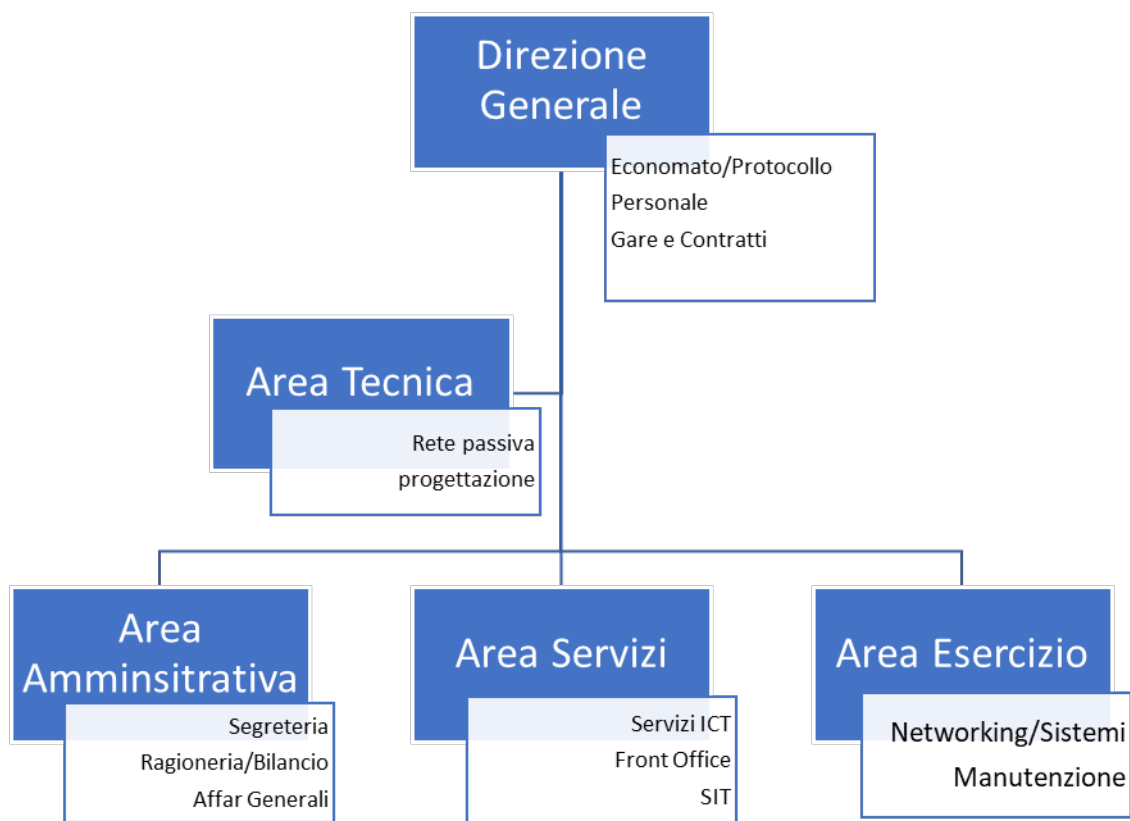 Direzione
Generale
Economato/Protocollo
Personale
Gare e Contratti
Area Tecnica
Rete passiva
progettazione
Area
Amminsitrativa
Segreteria
Ragioneria/Bilancio
Affar Generali
Area Servizi
Servizi ICT
Front Office
SIT
Area Esercizio
Networking/Sistemi
Manutenzione